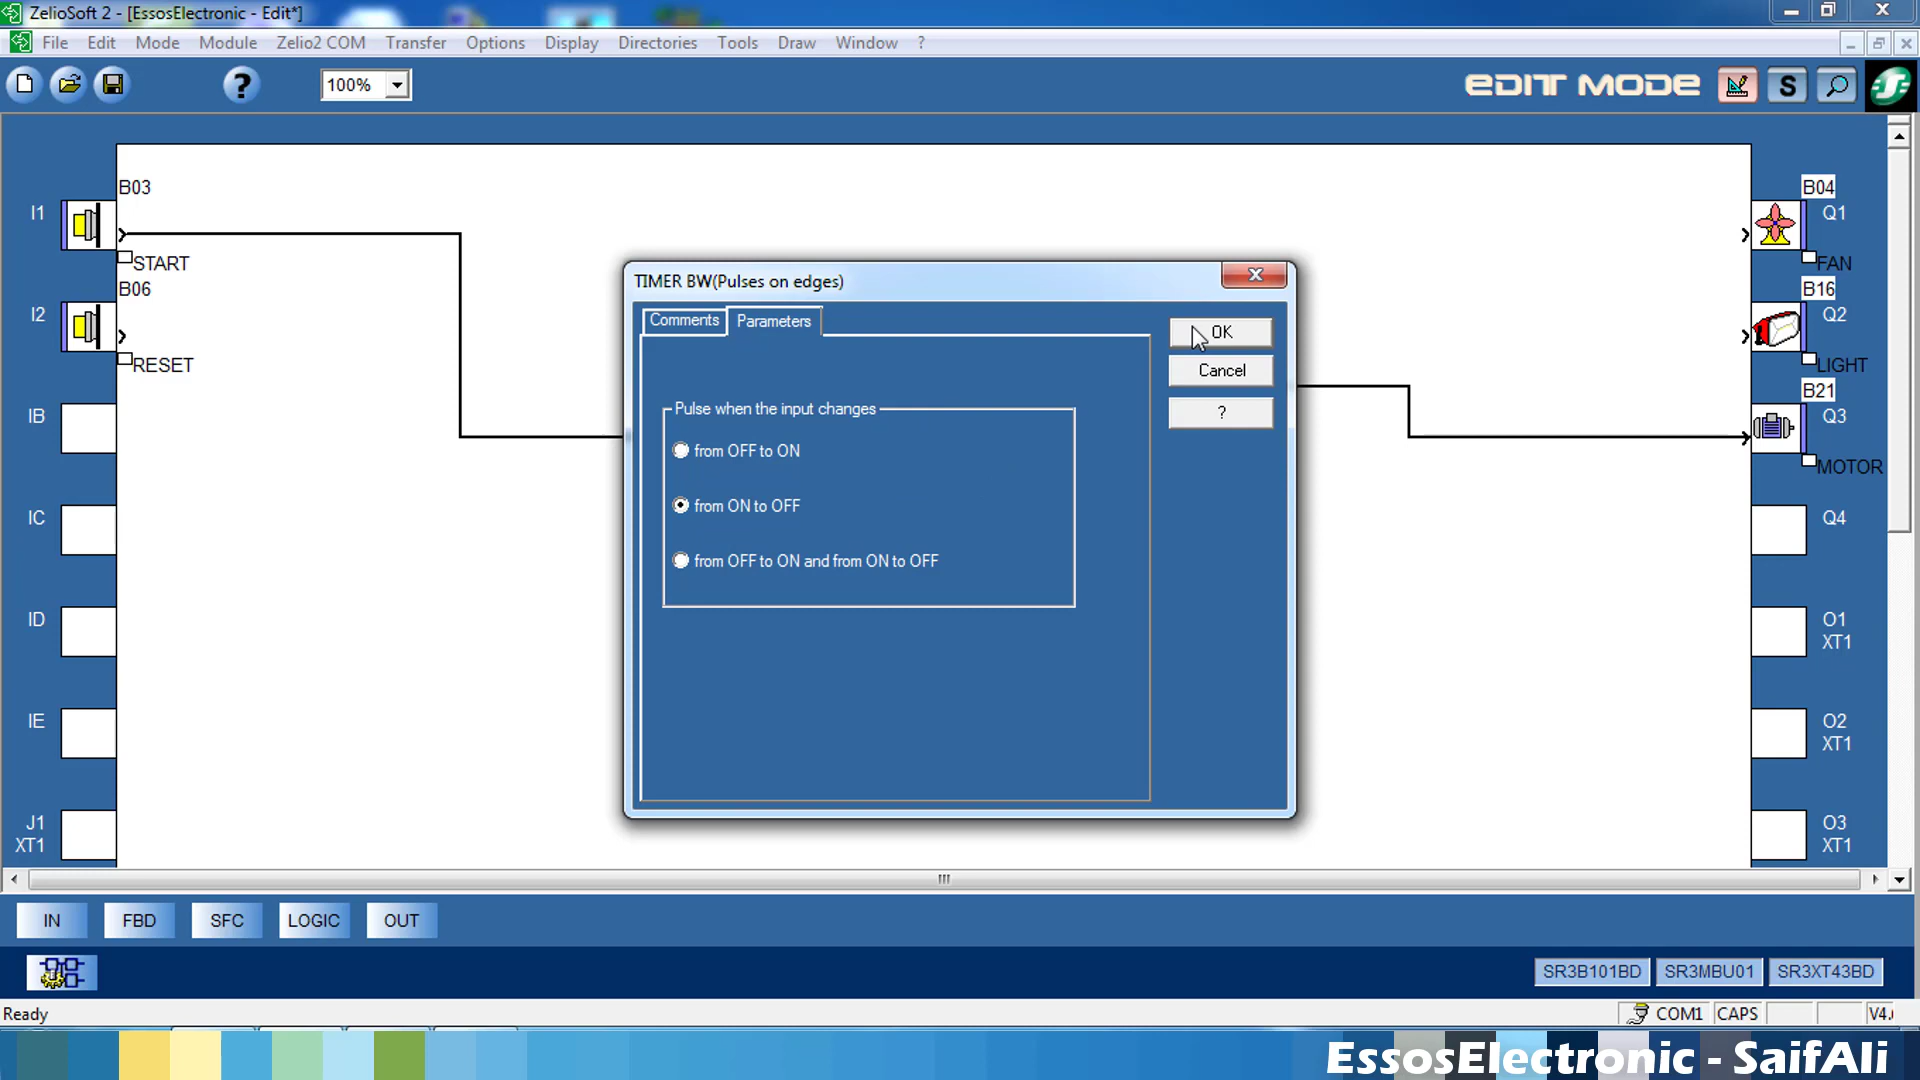 ZelioSoft 2 - [EssosElectronic - Edit*]
File Edit Mode Module Zelio2 COM Transfer Options Display Directories Tools Draw Window ?
? 100% EDIT MODE S
B03
I1
START
B06
I2
RESET
IB
IC
ID
IE
J1
XT1
TIMER BW(Pulses on edges)
Comments Parameters
OK
Cancel
?
Pulse when the input changes
from OFF to ON
from ON to OFF
from OFF to ON and from ON to OFF
B04
Q1
FAN
B16
Q2
LIGHT
B21
Q3
MOTOR
Q4
O1
XT1
O2
XT1
O3
XT1
IN FBD SFC LOGIC OUT
SR3B101BD SR3MBU01 SR3XT43BD
Ready COM1 CAPS
EssosElectronic - SaifAli